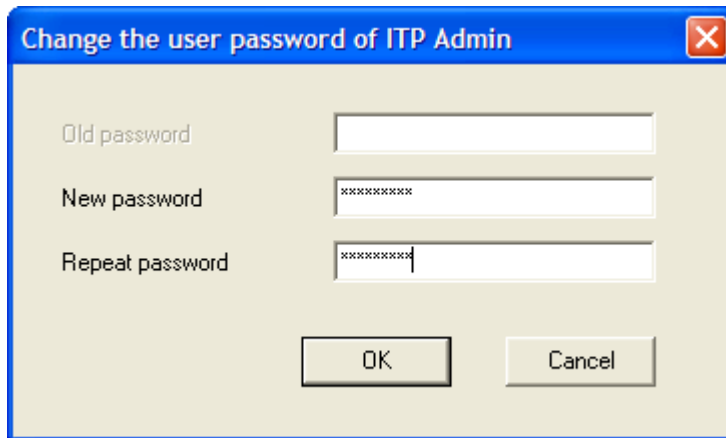 Change the user password of ITP Admin
Old password
New password *********
Repeat password *********
OK Cancel